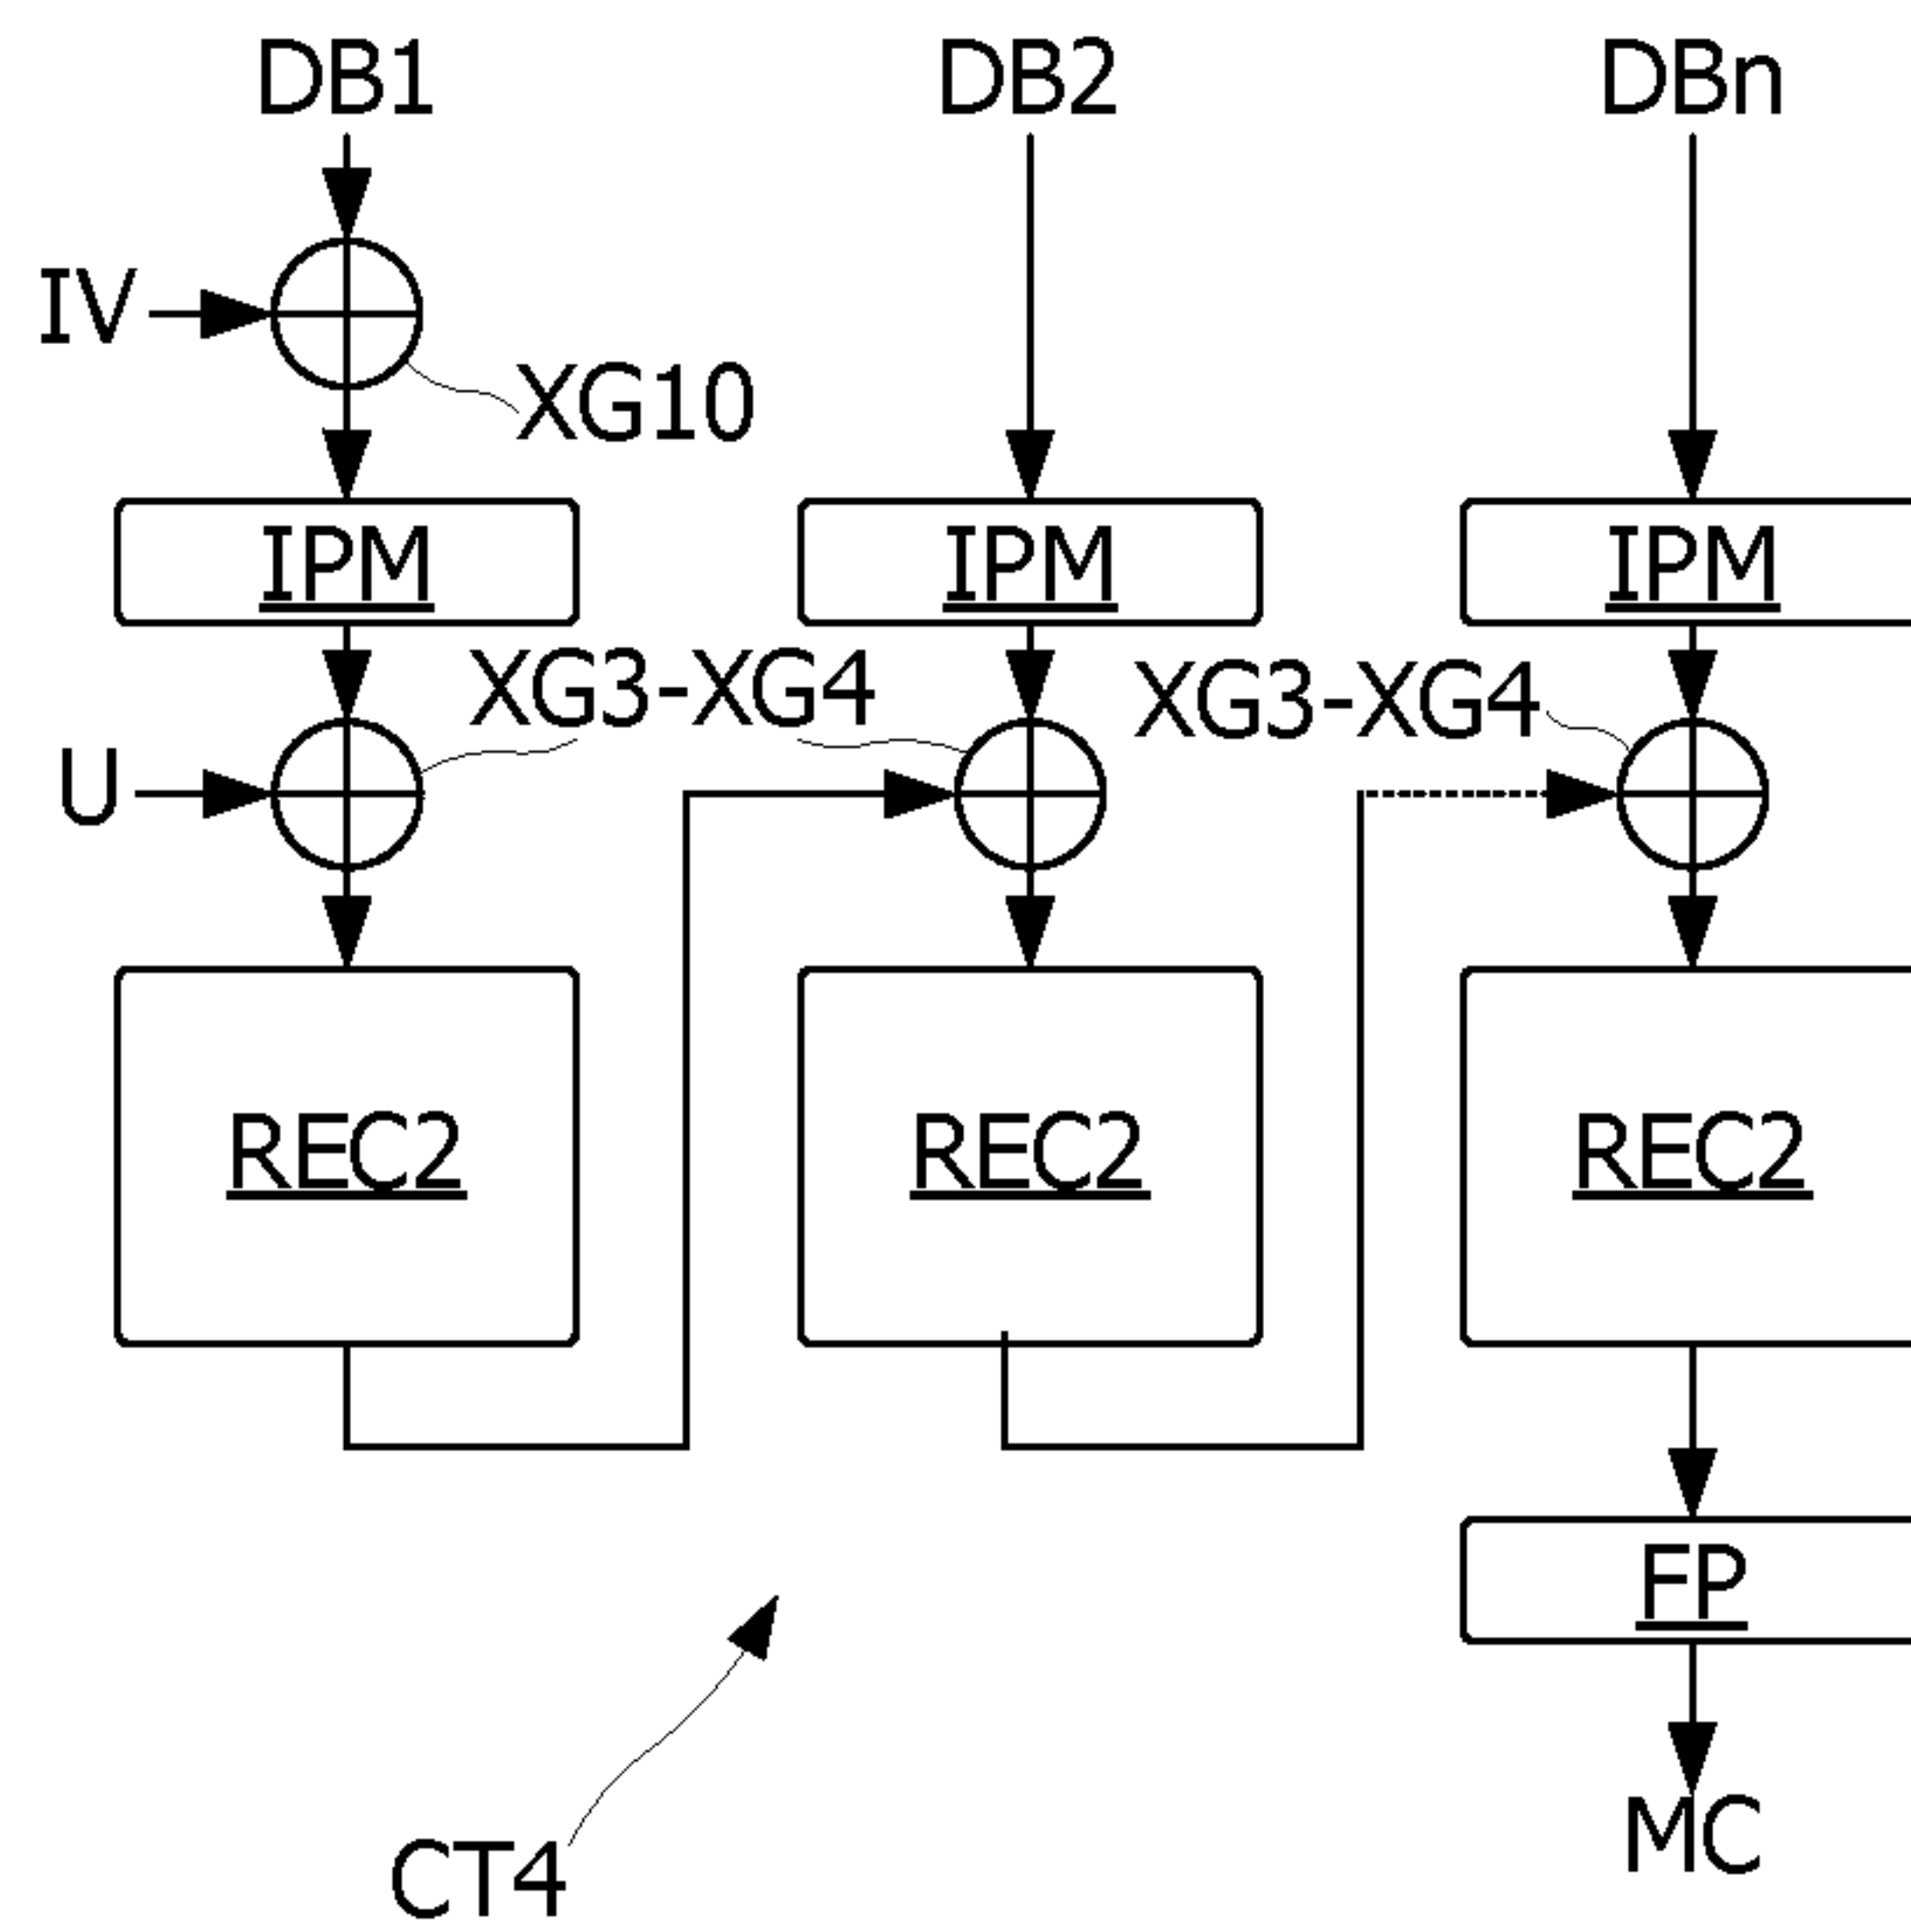 DB1 DB2 DBn
IV
XG10
IPM IPM IPM
XG3-XG4 XG3-XG4
U
REC2 REC2 REC2
FP
MC
CT4